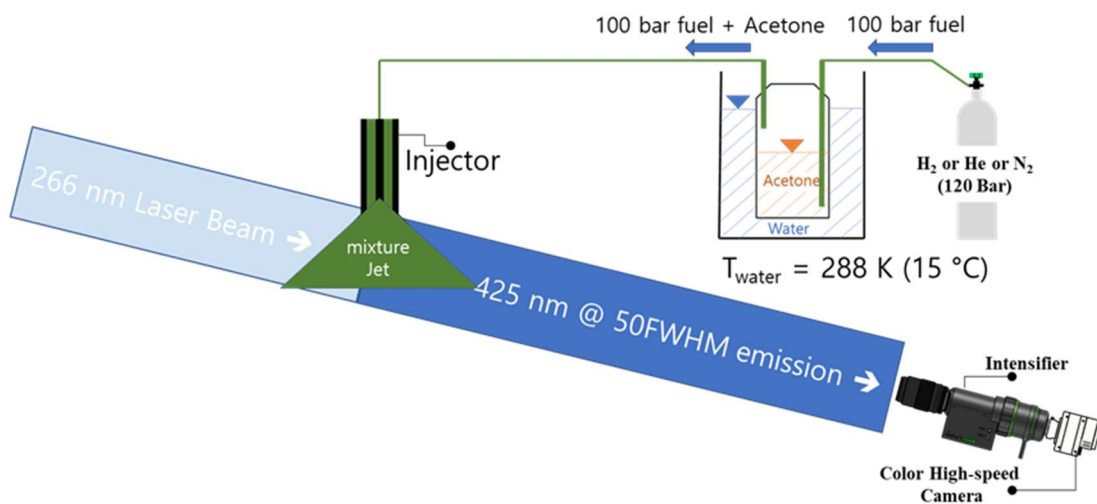 100 bar fuel + Acetone
100 bar fuel
Injector
266 nm Laser Beam ➔
mixture
Jet
Acetone
Water
H₂ or He or N₂
(120 Bar)
T_water = 288 K (15 °C)
425 nm @ 50FWHM emission ➔
Intensifier
Color High-speed
Camera